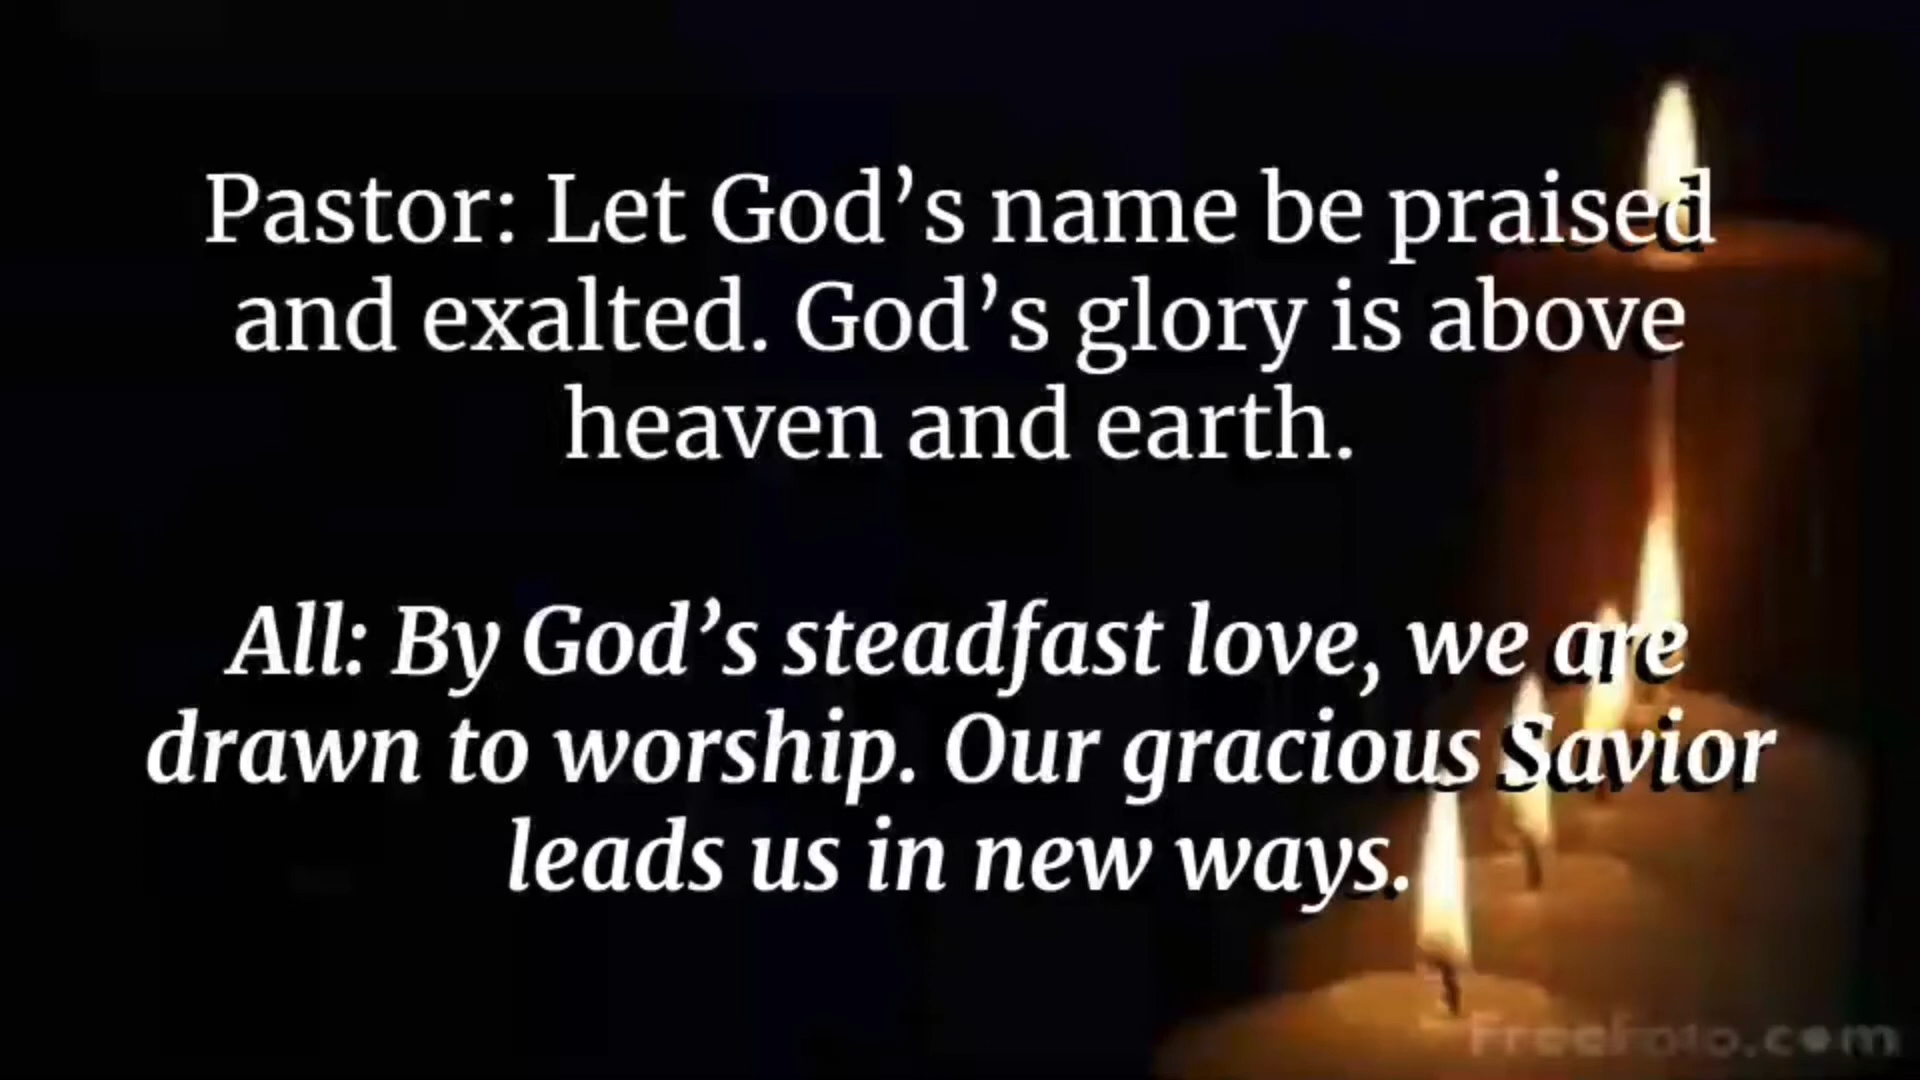 Pastor: Let God’s name be praised
and exalted. God’s glory is above
heaven and earth.
All: By God’s steadfast love, we are
drawn to worship. Our gracious Savior
leads us in new ways.
FreeFoto.com